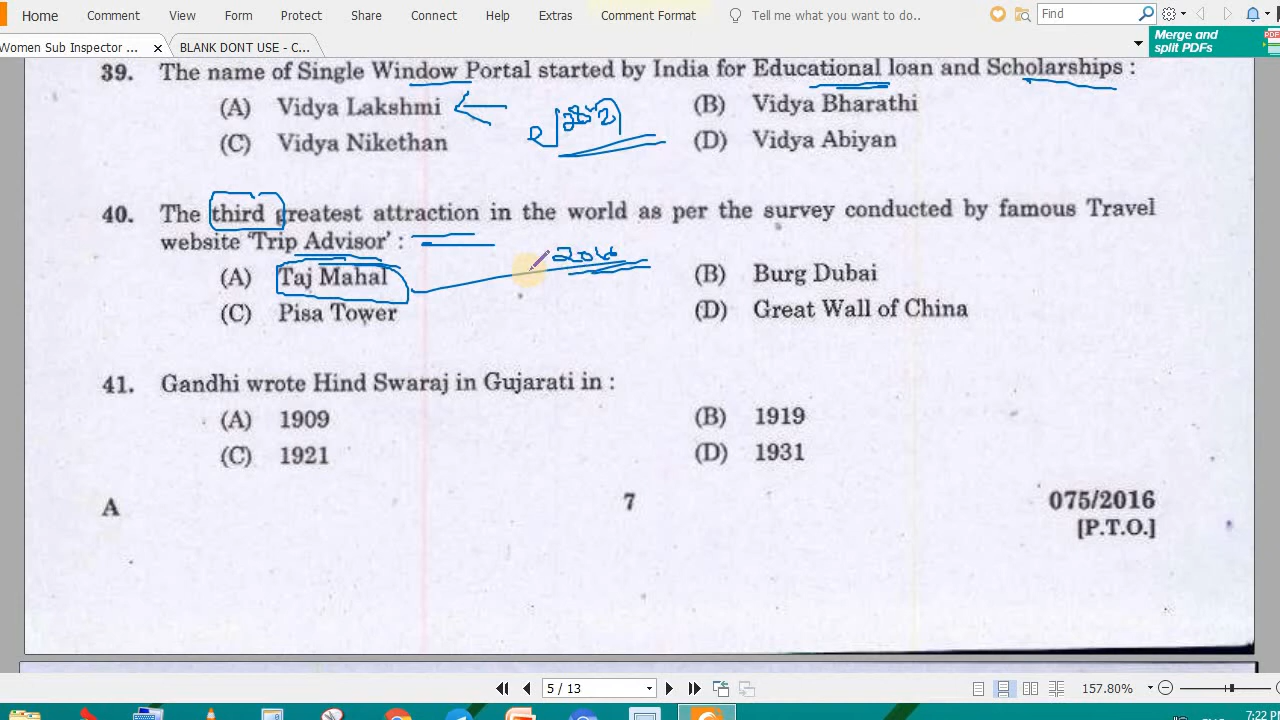 Home Comment View Form Protect Share Connect Help Extras Comment Format Tell me what you want to do.. Find
Merge and
split PDFs
Women Sub Inspector ... × BLANK DONT USE - C...
39. The name of Single Window Portal started by India for Educational loan and Scholarships :
(A) Vidya Lakshmi (B) Vidya Bharathi
(C) Vidya Nikethan (D) Vidya Abiyan
40. The third greatest attraction in the world as per the survey conducted by famous Travel
website 'Trip Advisor' :
2016
(A) Taj Mahal (B) Burg Dubai
(C) Pisa Tower (D) Great Wall of China
41. Gandhi wrote Hind Swaraj in Gujarati in :
(A) 1909 (B) 1919
(C) 1921 (D) 1931
A 7 075/2016
[P.T.O.]
5 / 13 157.80%
7:22 PM